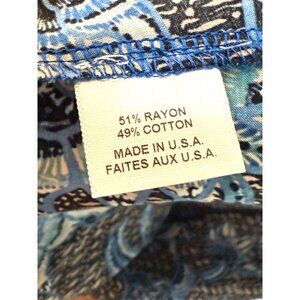 51% RAYON
49% COTTON
MADE IN U.S.A.
FAITES AUX U.S.A.